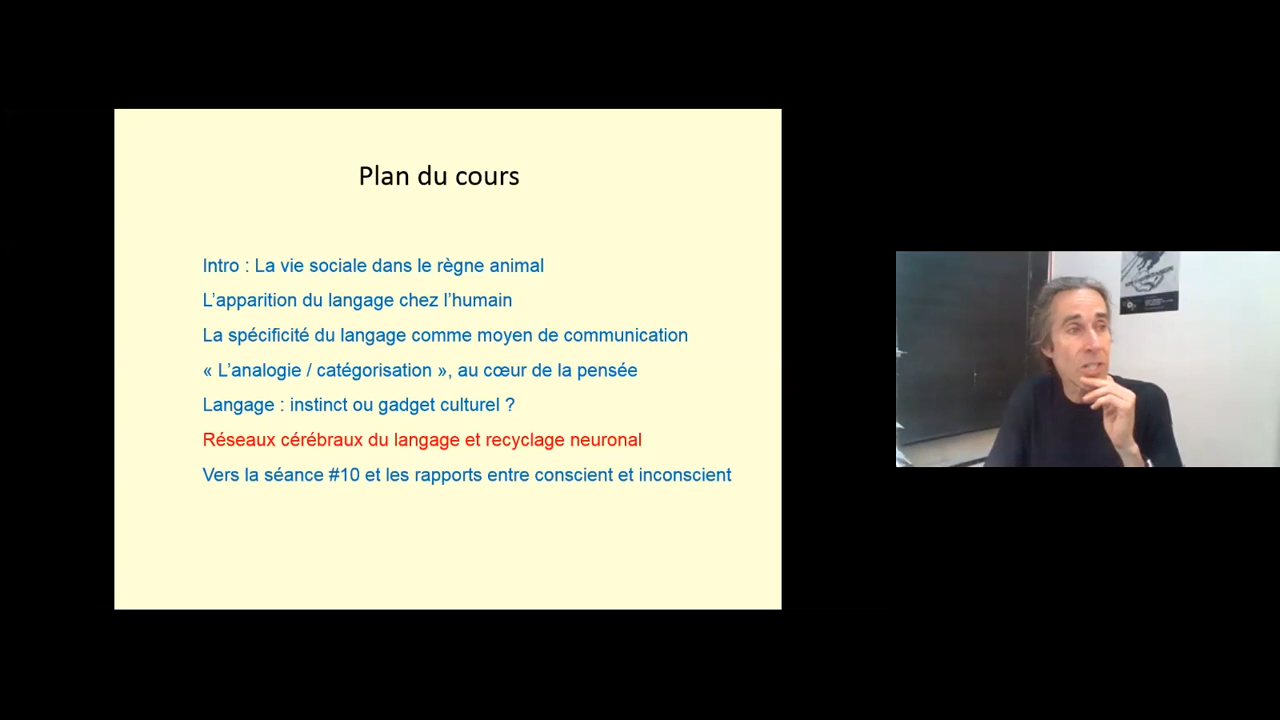 Plan du cours
Intro : La vie sociale dans le règne animal
L’apparition du langage chez l’humain
La spécificité du langage comme moyen de communication
« L’analogie / catégorisation », au cœur de la pensée
Langage : instinct ou gadget culturel ?
Réseaux cérébraux du langage et recyclage neuronal
Vers la séance #10 et les rapports entre conscient et inconscient